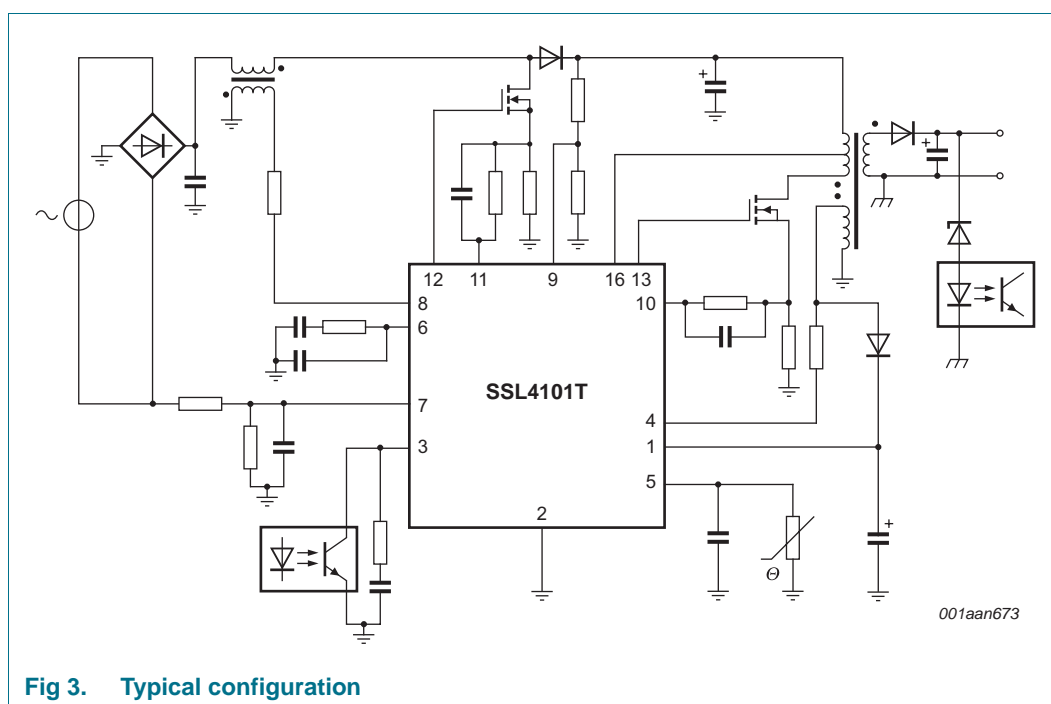 +
+
12 11 9 16 13
8 10
6
SSL4101T
7 4
3 1
5
2
+
Θ
001aan673
Fig 3. Typical configuration